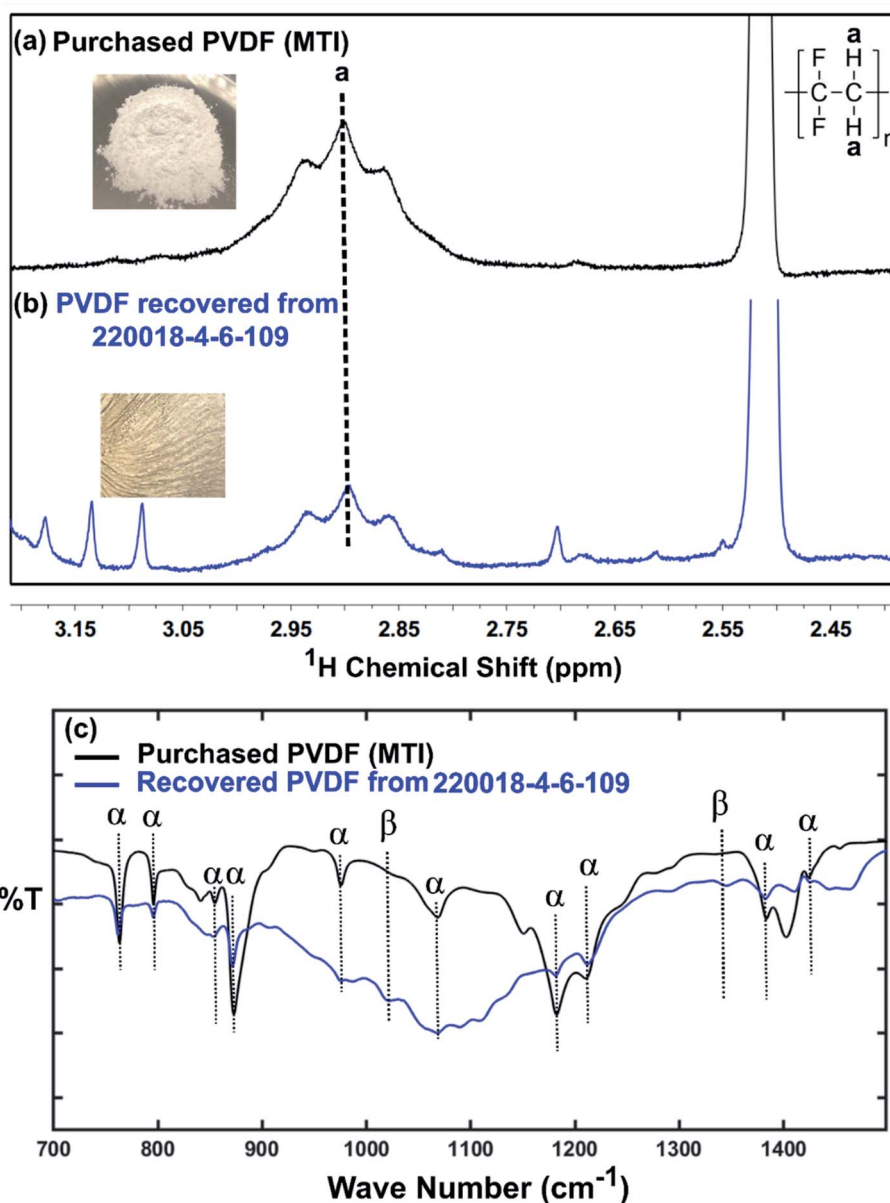 (a) Purchased PVDF (MTI)
a
a
F H
C C
F H
n
a
(b) PVDF recovered from
220018-4-6-109
3.15 3.05 2.95 2.85 2.75 2.65 2.55 2.45
¹H Chemical Shift (ppm)
(c)
Purchased PVDF (MTI)
Recovered PVDF from 220018-4-6-109
α α α α α β α α α β α α
%T
700 800 900 1000 1100 1200 1300 1400
Wave Number (cm⁻¹)